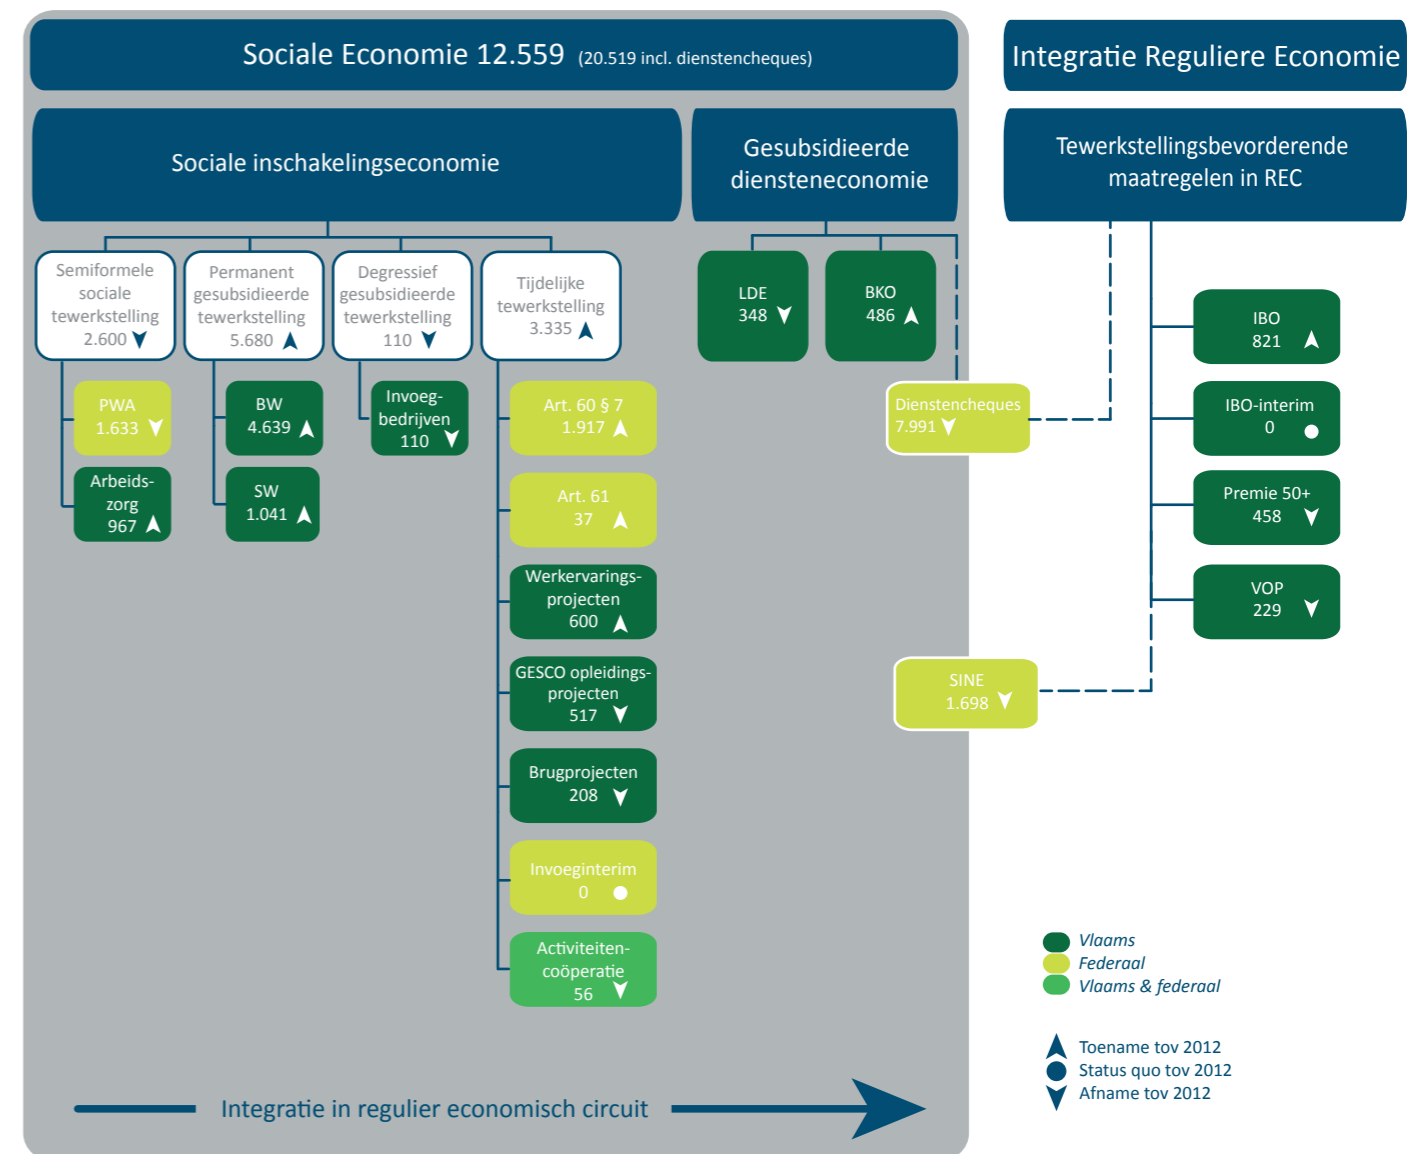 Sociale Economie 12.559 (20.519 incl. dienstencheques)
Integratie Reguliere Economie
Sociale inschakelingseconomie
Gesubsidieerde
diensteneconomie
Tewerkstellingsbevorderende
maatregelen in REC
Semiformele
sociale
tewerkstelling
2.600
Permanent
gesubsidieerde
tewerkstelling
5.680
Degressief
gesubsidieerde
tewerkstelling
110
Tijdelijke
tewerkstelling
3.335
LDE
348
BKO
486
PWA
1.633
Arbeids-
zorg
967
BW
4.639
SW
1.041
Invoeg-
bedrijven
110
Art. 60 § 7
1.917
Art. 61
37
Werkervarings-
projecten
600
GESCO opleidings-
projecten
517
Brugprojecten
208
Invoeginterim
0
Activiteiten-
coöperatie
56
Dienstencheques
7.991
SINE
1.698
IBO
821
IBO-interim
0
Premie 50+
458
VOP
229
Vlaams
Federaal
Vlaams & federaal
Toename tov 2012
Status quo tov 2012
Afname tov 2012
Integratie in regulier economisch circuit